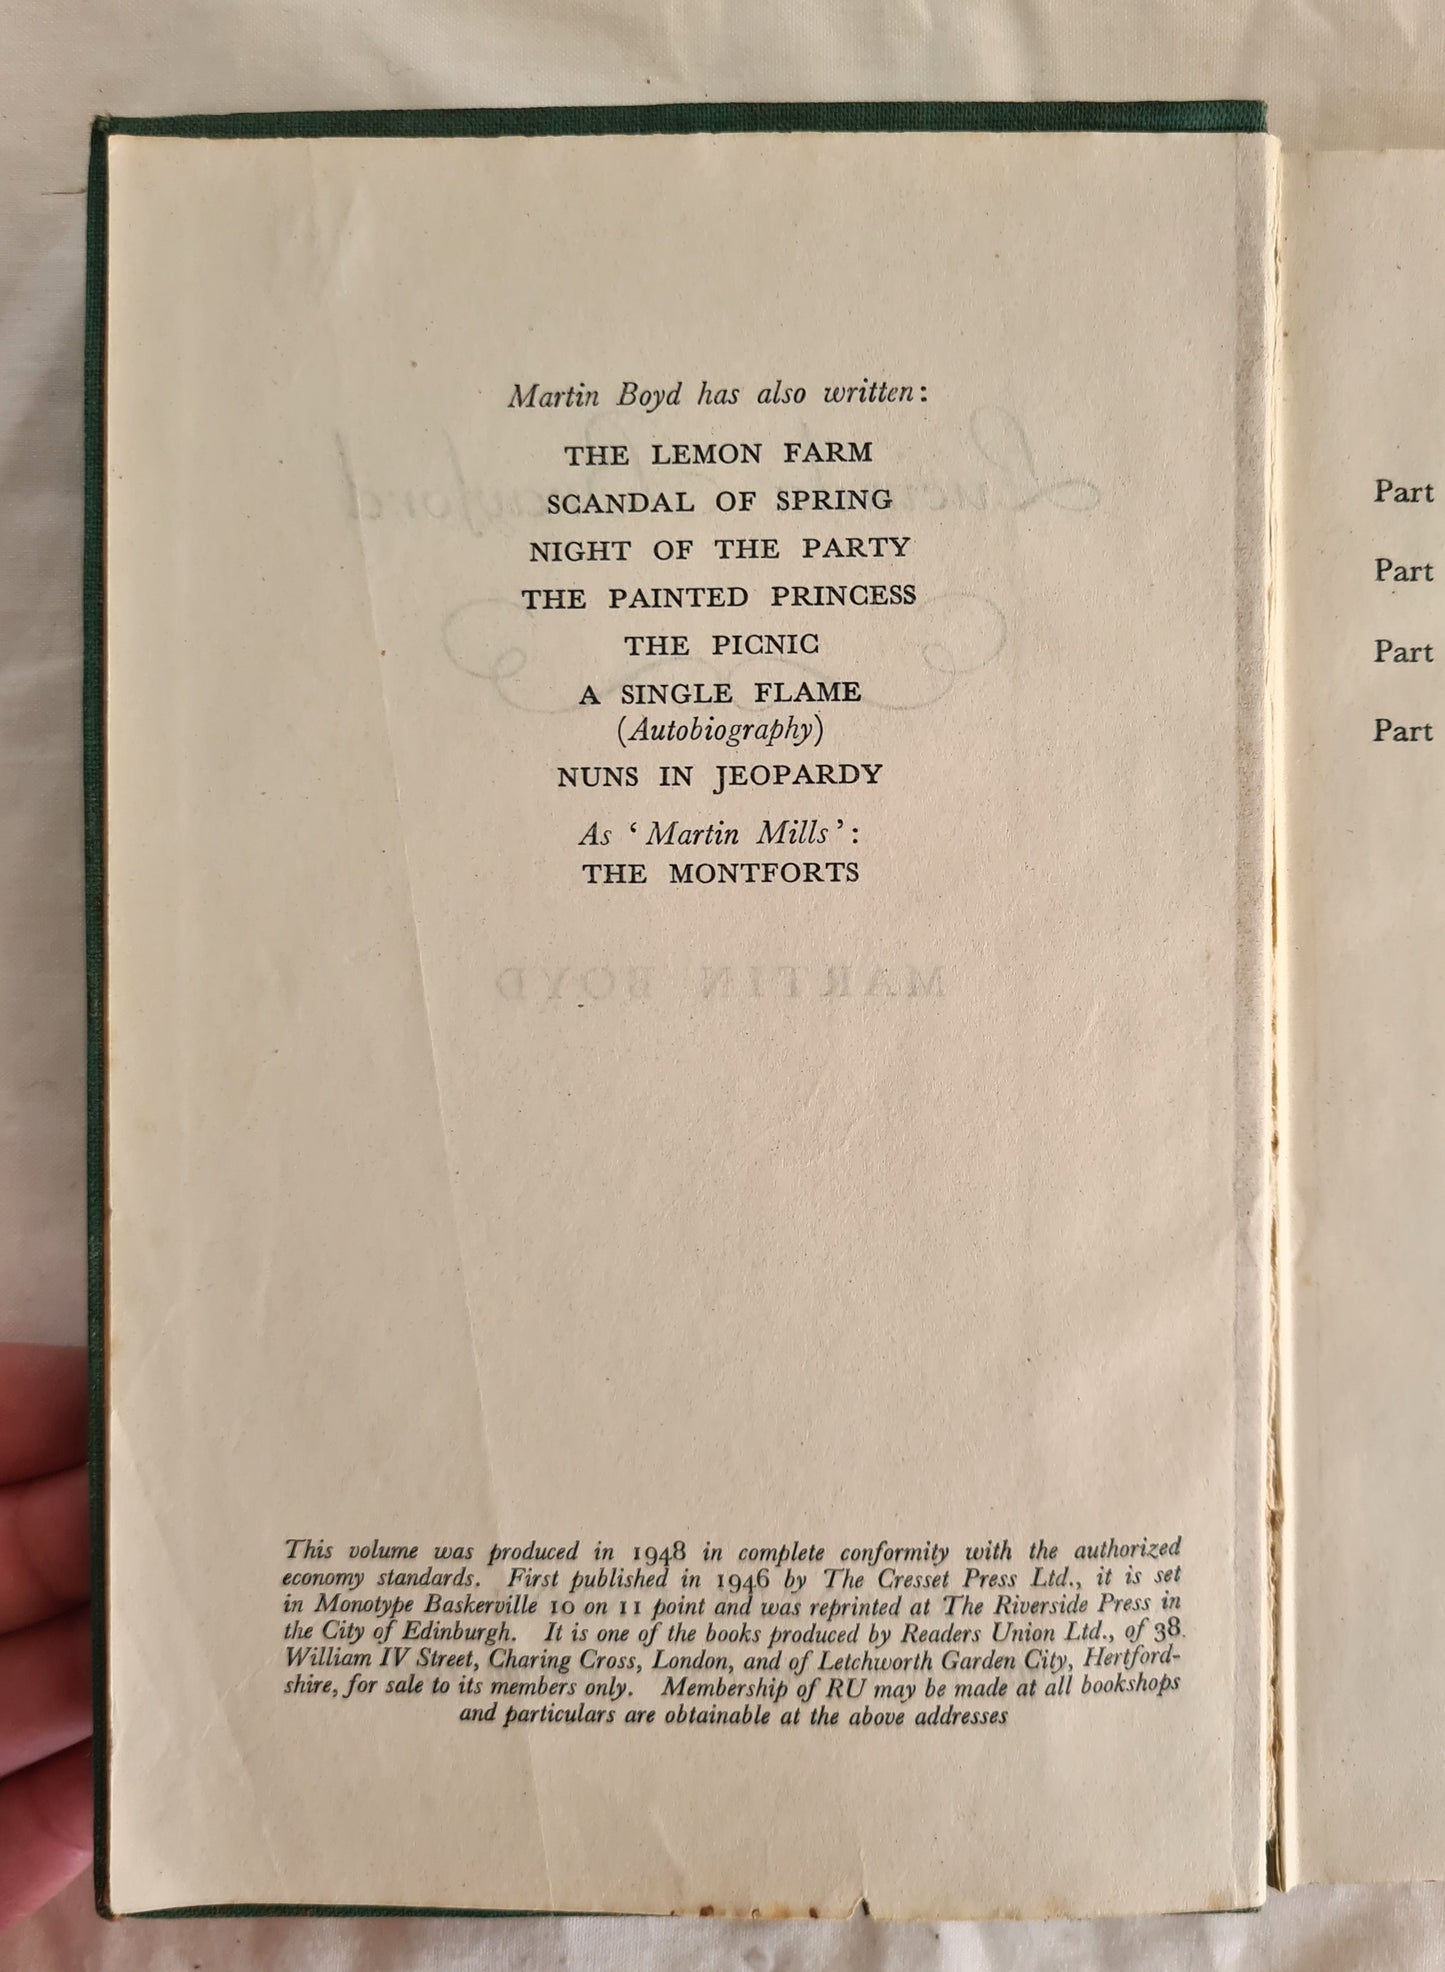 Martin Boyd has also written:
THE LEMON FARM
SCANDAL OF SPRING
NIGHT OF THE PARTY
THE PAINTED PRINCESS
THE PICNIC
A SINGLE FLAME
(Autobiography)
NUNS IN JEOPARDY
As ‘Martin Mills’:
THE MONTFORTS
MARTIN BOYD
This volume was produced in 1948 in complete conformity with the authorized
economy standards. First published in 1946 by The Cresset Press Ltd., it is set
in Monotype Baskerville 10 on 11 point and was reprinted at The Riverside Press in
the City of Edinburgh. It is one of the books produced by Readers Union Ltd., of 38.
William IV Street, Charing Cross, London, and of Letchworth Garden City, Hertford-
shire, for sale to its members only. Membership of RU may be made at all bookshops
and particulars are obtainable at the above addresses
Part
Part
Part
Part